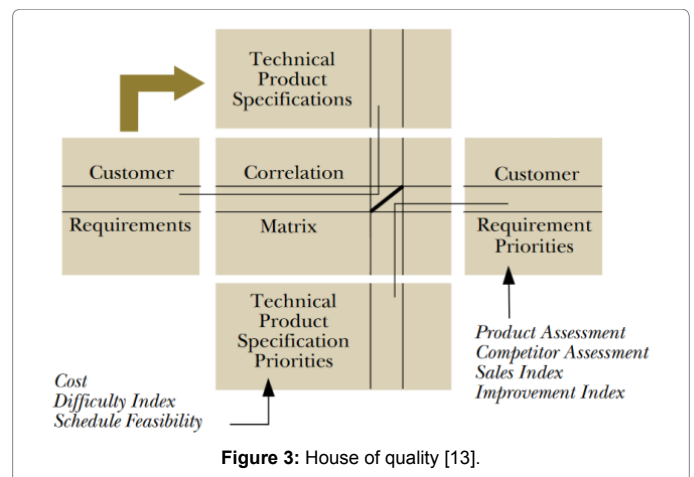 Technical
Product
Specifications
Customer
Requirements
Correlation
Matrix
Customer
Requirement
Priorities
Technical
Product
Specification
Priorities
Product Assessment
Competitor Assessment
Sales Index
Improvement Index
Cost
Difficulty Index
Schedule Feasibility
Figure 3: House of quality [13].